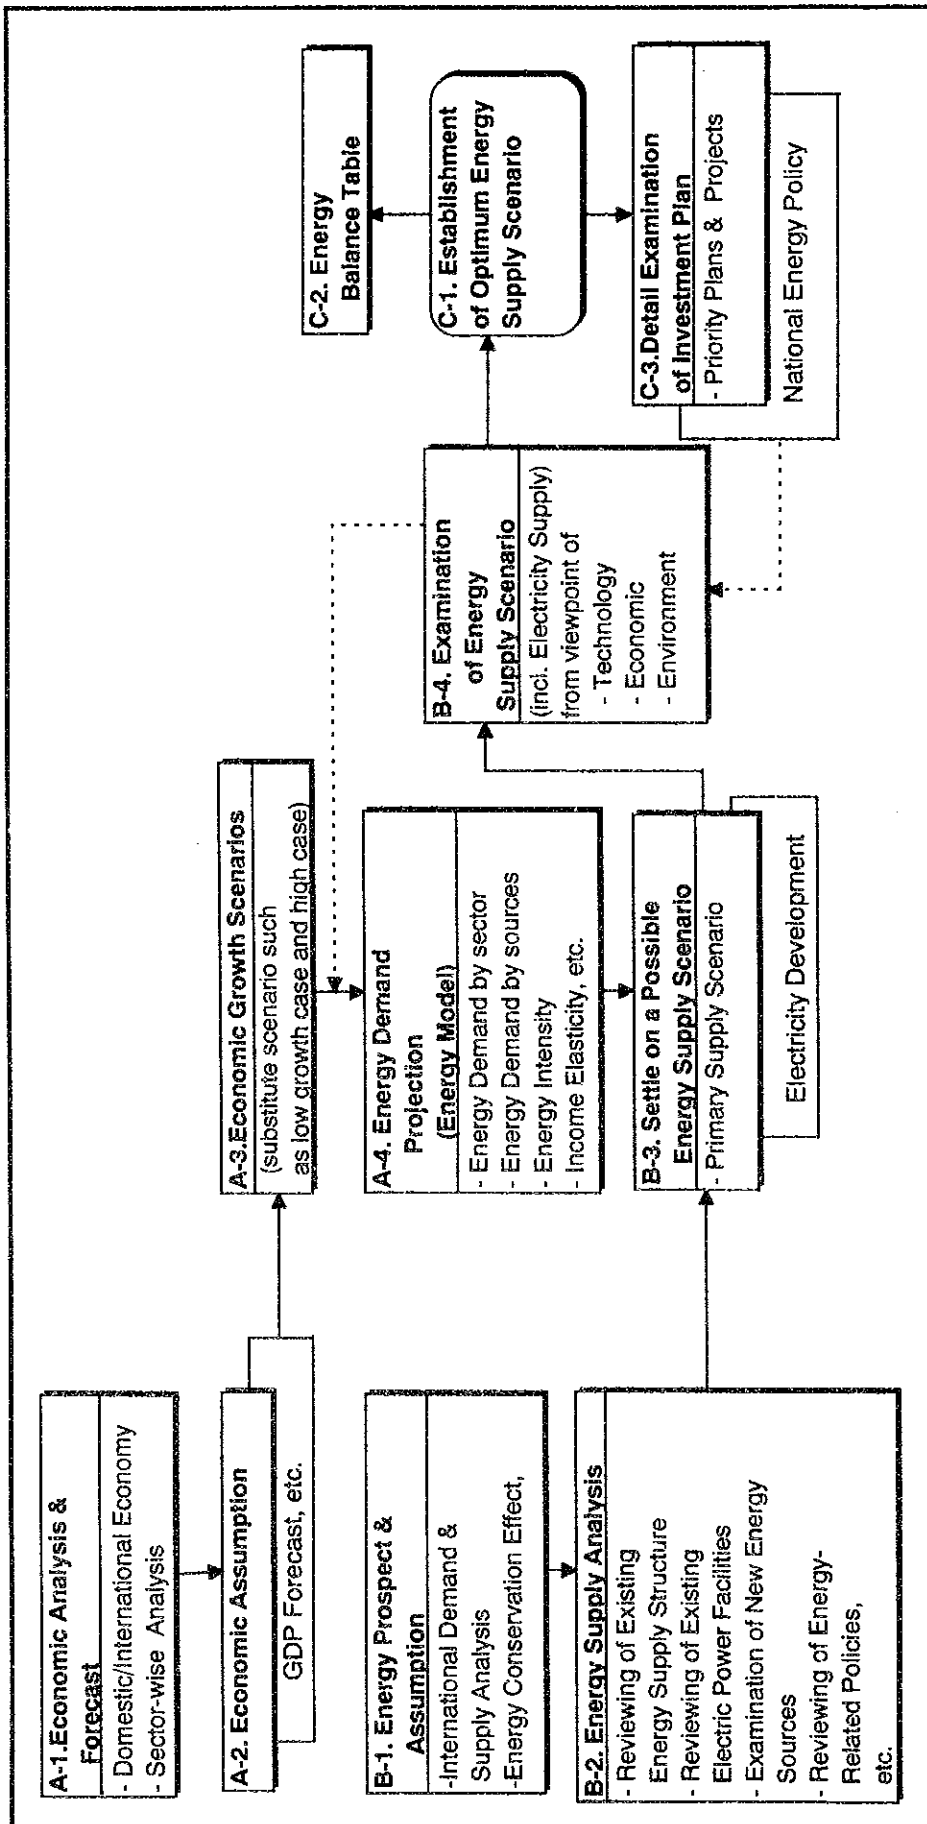 A-1.Economic Analysis &
Forecast
- Domestic/International Economy
- Sector-wise Analysis
A-2. Economic Assumption
GDP Forecast, etc.
A-3.Economic Growth Scenarios
(substitute scenario such
as low growth case and high case)
A-4. Energy Demand
Projection
(Energy Model)
- Energy Demand by sector
- Energy Demand by sources
- Energy Intensity
- Income Elasticity, etc.
B-1. Energy Prospect &
Assumption
-International Demand &
Supply Analysis
-Energy Conservation Effect,
B-2. Energy Supply Analysis
- Reviewing of Existing
Energy Supply Structure
- Reviewing of Existing
Electric Power Facilities
- Examination of New Energy
Sources
- Reviewing of Energy-
Related Policies,
etc.
B-3. Settle on a Possible
Energy Supply Scenario
- Primary Supply Scenario
Electricity Development
B-4. Examination
of Energy
Supply Scenario
(incl. Electricity Supply)
from viewpoint of
- Technology
- Economic
- Environment
C-2. Energy
Balance Table
C-1. Establishment
of Optimum Energy
Supply Scenario
C-3.Detail Examination
of Investment Plan
- Priority Plans & Projects
National Energy Policy